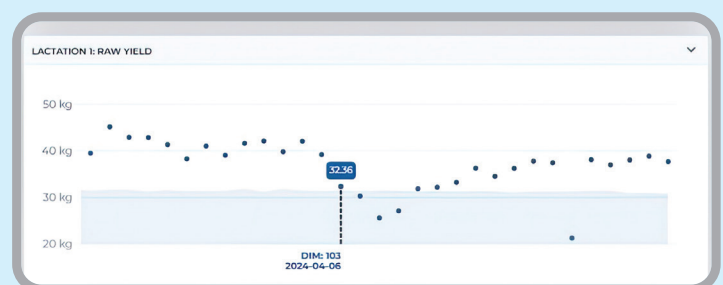 LACTATION 1: RAW YIELD
50 kg
40 kg
32.36
30 kg
20 kg
DIM: 103
2024-04-06